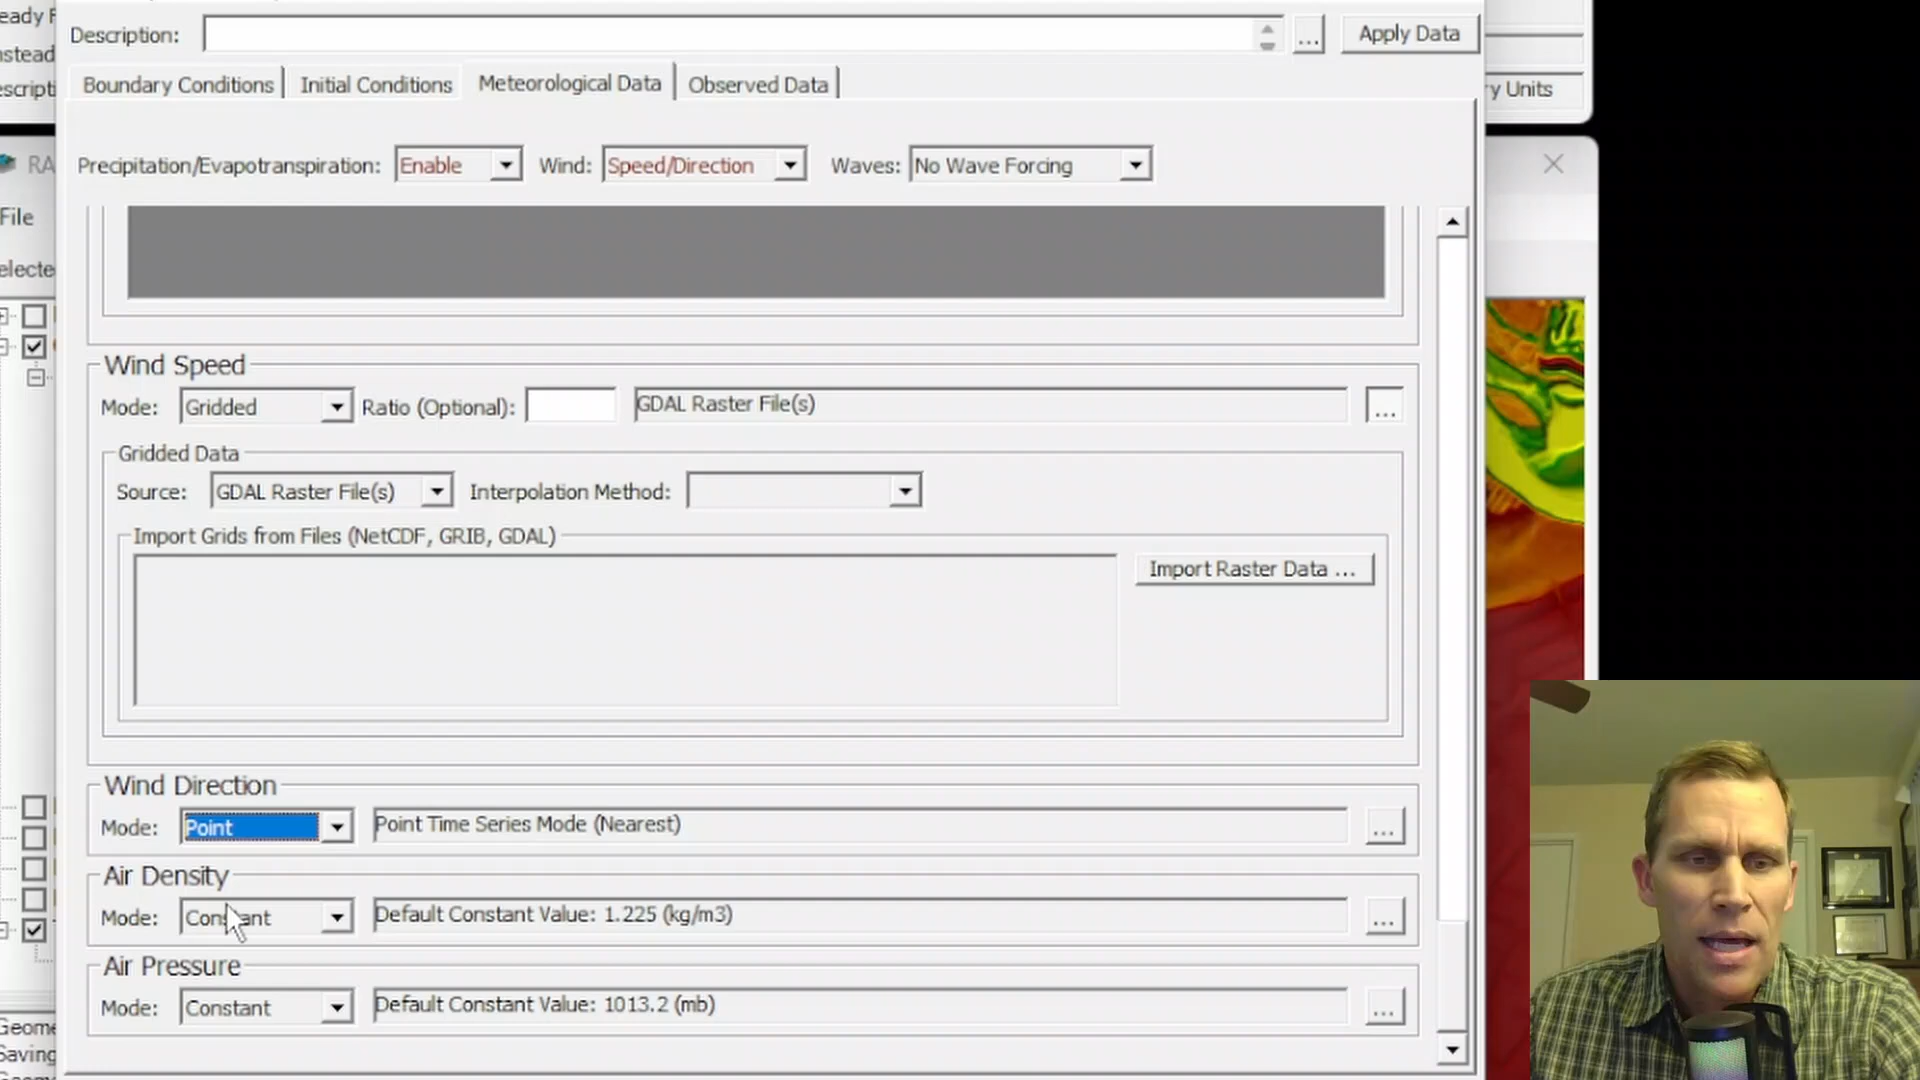 Description:
...
Apply Data
Boundary Conditions
Initial Conditions
Meteorological Data
Observed Data
Units
Precipitation/Evapotranspiration:
Enable
Wind:
Speed/Direction
Waves:
No Wave Forcing
RA
File
Wind Speed
Mode:
Gridded
Ratio (Optional):
GDAL Raster File(s)
...
Gridded Data
Source:
GDAL Raster File(s)
Interpolation Method:
Import Grids from Files (NetCDF, GRIB, GDAL)
Import Raster Data ...
Wind Direction
Mode:
Point
Point Time Series Mode (Nearest)
...
Air Density
Mode:
Constant
Default Constant Value: 1.225 (kg/m3)
...
Air Pressure
Mode:
Constant
Default Constant Value: 1013.2 (mb)
...
Geome
Saving